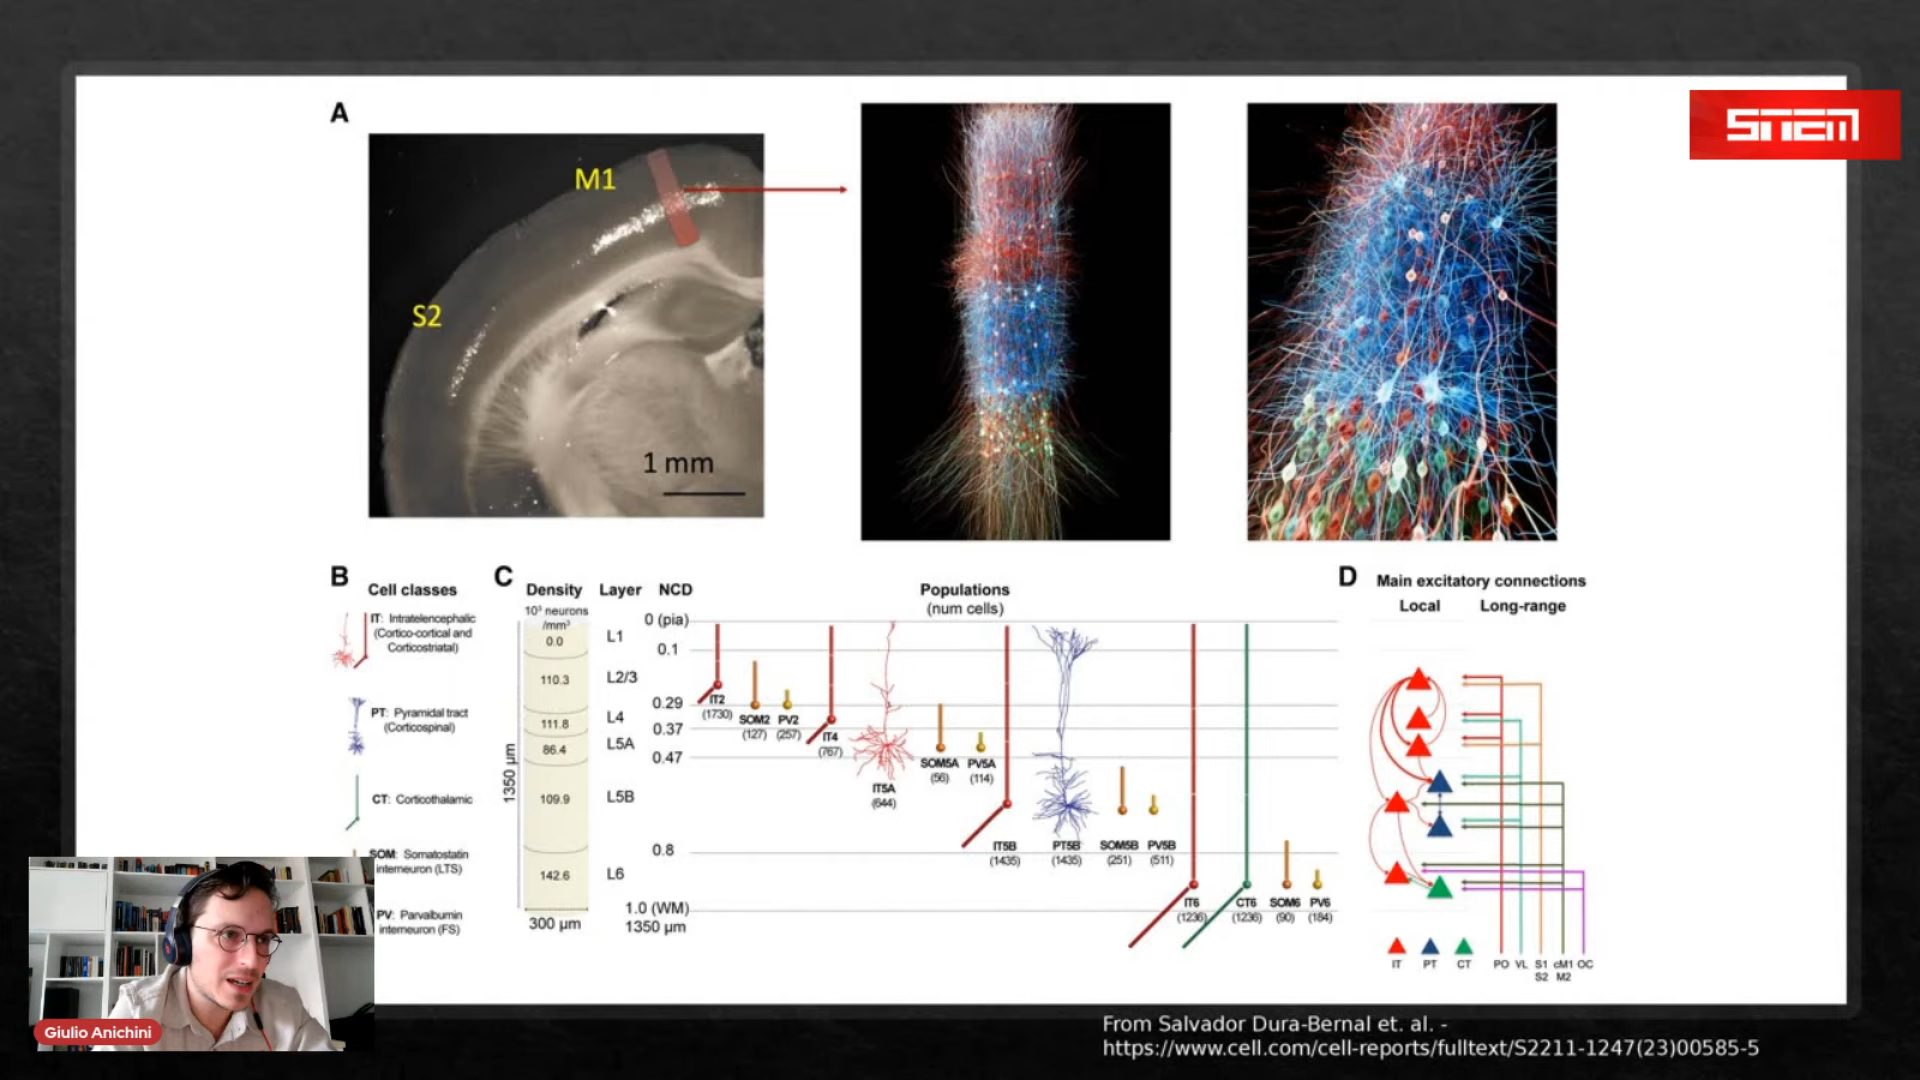 A
M1
S2
1 mm
SNEM
B
Cell classes
IT: Intratelencephalic
(Cortico-cortical and
Corticostriatal)
PT: Pyramidal tract
(Corticospinal)
CT: Corticothalamic
SOM: Somatostatin
interneuron (LTS)
PV: Parvalbumin
interneuron (FS)
C
Density
10³ neurons
/mm³
0.0
110.3
111.8
86.4
109.9
142.6
1350 µm
300 µm
Layer
L1
L2/3
L4
L5A
L5B
L6
NCD
0 (pia)
0.1
0.29
0.37
0.47
0.8
1.0 (WM)
1350 µm
Populations
(num cells)
IT2
(1730)
SOM2
(127)
PV2
(257)
IT4
(767)
IT5A
(644)
SOM5A
(56)
PV5A
(114)
IT5B
(1435)
PT5B
(1435)
SOM5B
(251)
PV5B
(511)
IT6
(1236)
CT6
(1236)
SOM6
(90)
PV6
(184)
D
Main excitatory connections
Local Long-range
IT PT CT PO VL S1 cM1 OC
S2 M2
Giulio Anichini
From Salvador Dura-Bernal et. al. -
https://www.cell.com/cell-reports/fulltext/S2211-1247(23)00585-5